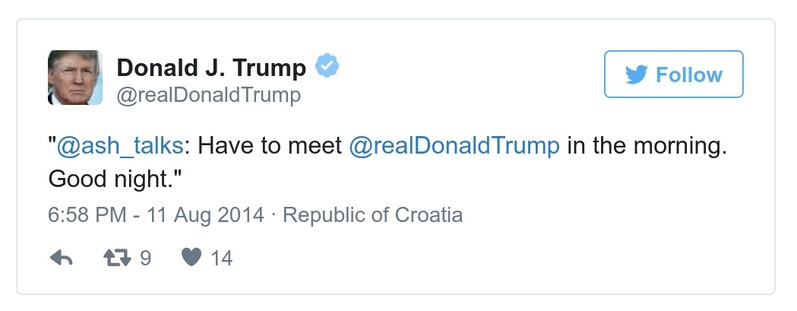 Donald J. Trump
@realDonaldTrump
Follow
"@ash_talks: Have to meet @realDonaldTrump in the morning.
Good night."
6:58 PM - 11 Aug 2014 · Republic of Croatia
9 14